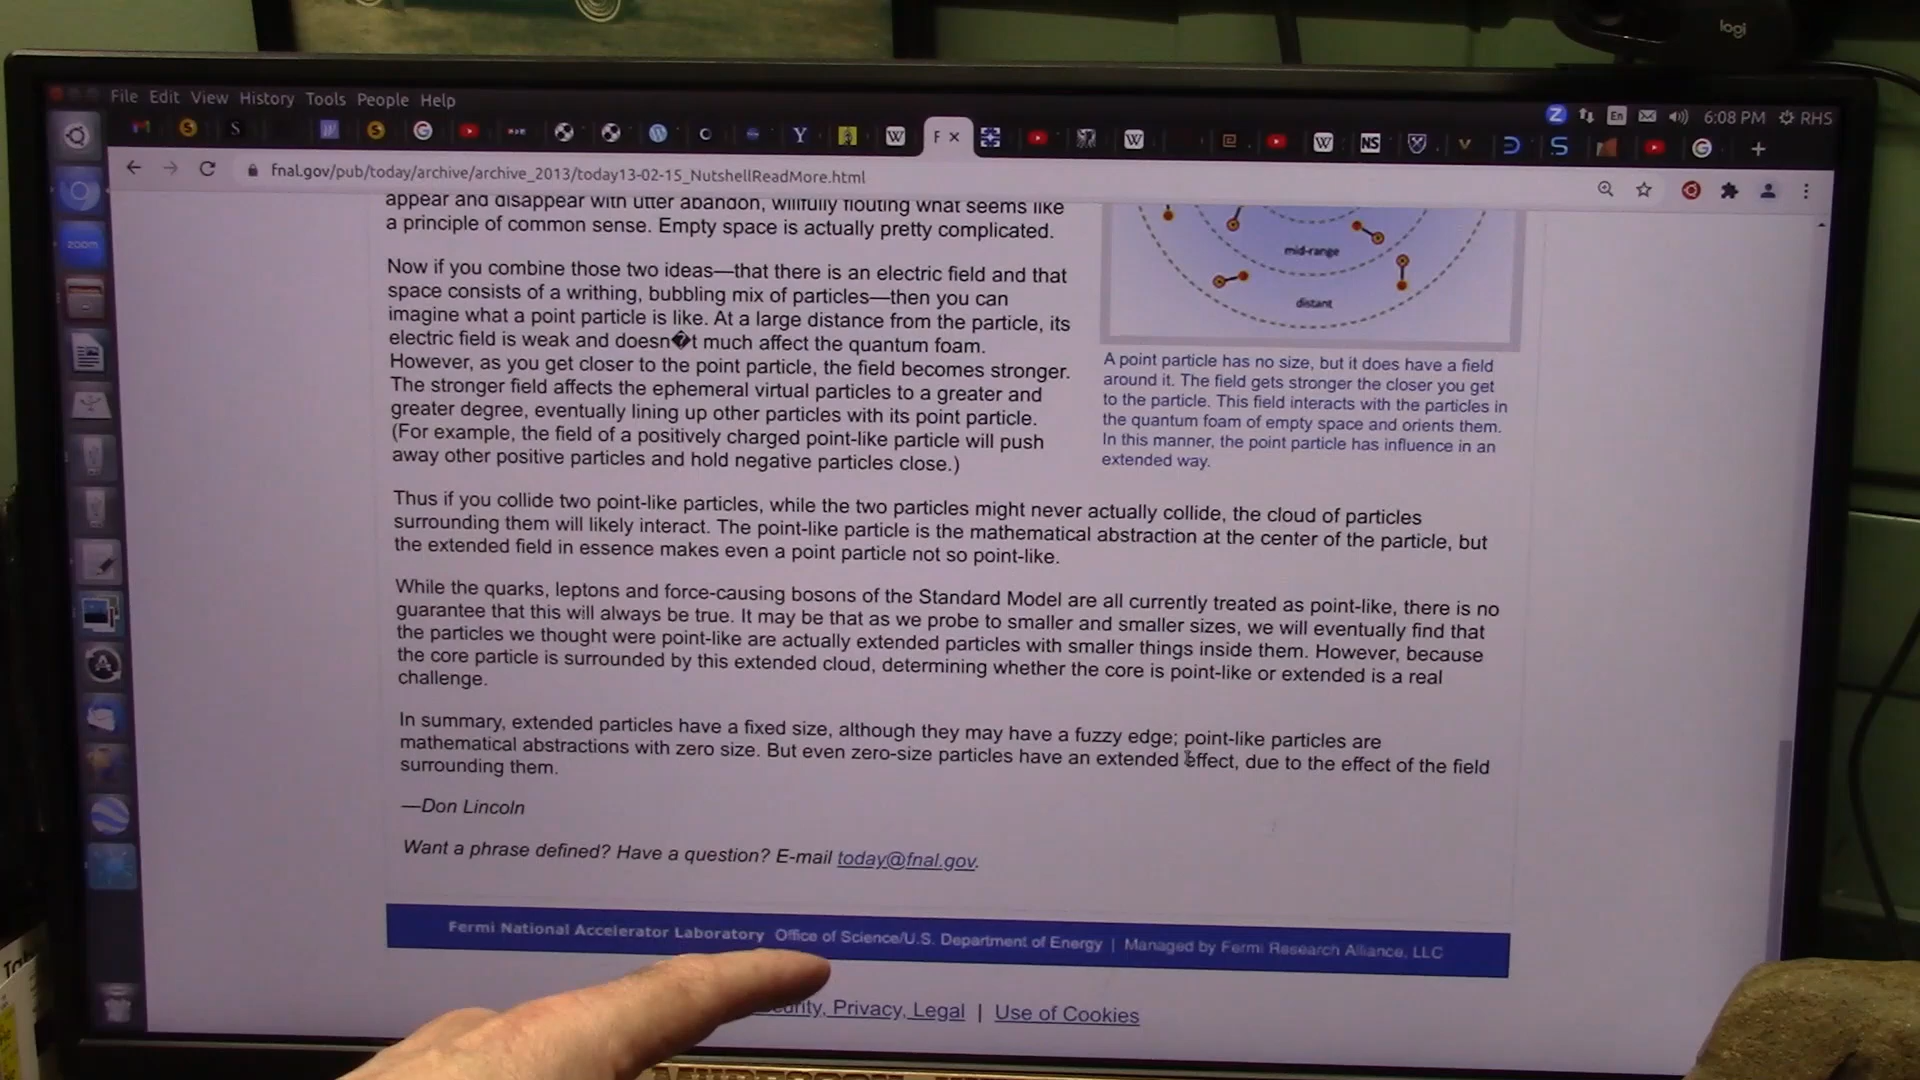 logi
File Edit View History Tools People Help
6:08 PM RHS
fnal.gov/pub/today/archive/archive_2013/today13-02-15_NutshellReadMore.html
appear and disappear with utter abandon, willfully flouting what seems like
a principle of common sense. Empty space is actually pretty complicated.
Now if you combine those two ideas—that there is an electric field and that
space consists of a writhing, bubbling mix of particles—then you can
imagine what a point particle is like. At a large distance from the particle, its
electric field is weak and doesn�t much affect the quantum foam.
However, as you get closer to the point particle, the field becomes stronger.
The stronger field affects the ephemeral virtual particles to a greater and
greater degree, eventually lining up other particles with its point particle.
(For example, the field of a positively charged point-like particle will push
away other positive particles and hold negative particles close.)
mid-range
distant
A point particle has no size, but it does have a field
around it. The field gets stronger the closer you get
to the particle. This field interacts with the particles in
the quantum foam of empty space and orients them.
In this manner, the point particle has influence in an
extended way.
Thus if you collide two point-like particles, while the two particles might never actually collide, the cloud of particles
surrounding them will likely interact. The point-like particle is the mathematical abstraction at the center of the particle, but
the extended field in essence makes even a point particle not so point-like.
While the quarks, leptons and force-causing bosons of the Standard Model are all currently treated as point-like, there is no
guarantee that this will always be true. It may be that as we probe to smaller and smaller sizes, we will eventually find that
the particles we thought were point-like are actually extended particles with smaller things inside them. However, because
the core particle is surrounded by this extended cloud, determining whether the core is point-like or extended is a real
challenge.
In summary, extended particles have a fixed size, although they may have a fuzzy edge; point-like particles are
mathematical abstractions with zero size. But even zero-size particles have an extended effect, due to the effect of the field
surrounding them.
—Don Lincoln
Want a phrase defined? Have a question? E-mail today@fnal.gov.
Fermi National Accelerator Laboratory Office of Science/U.S. Department of Energy | Managed by Fermi Research Alliance, LLC
Privacy, Legal | Use of Cookies
zoom